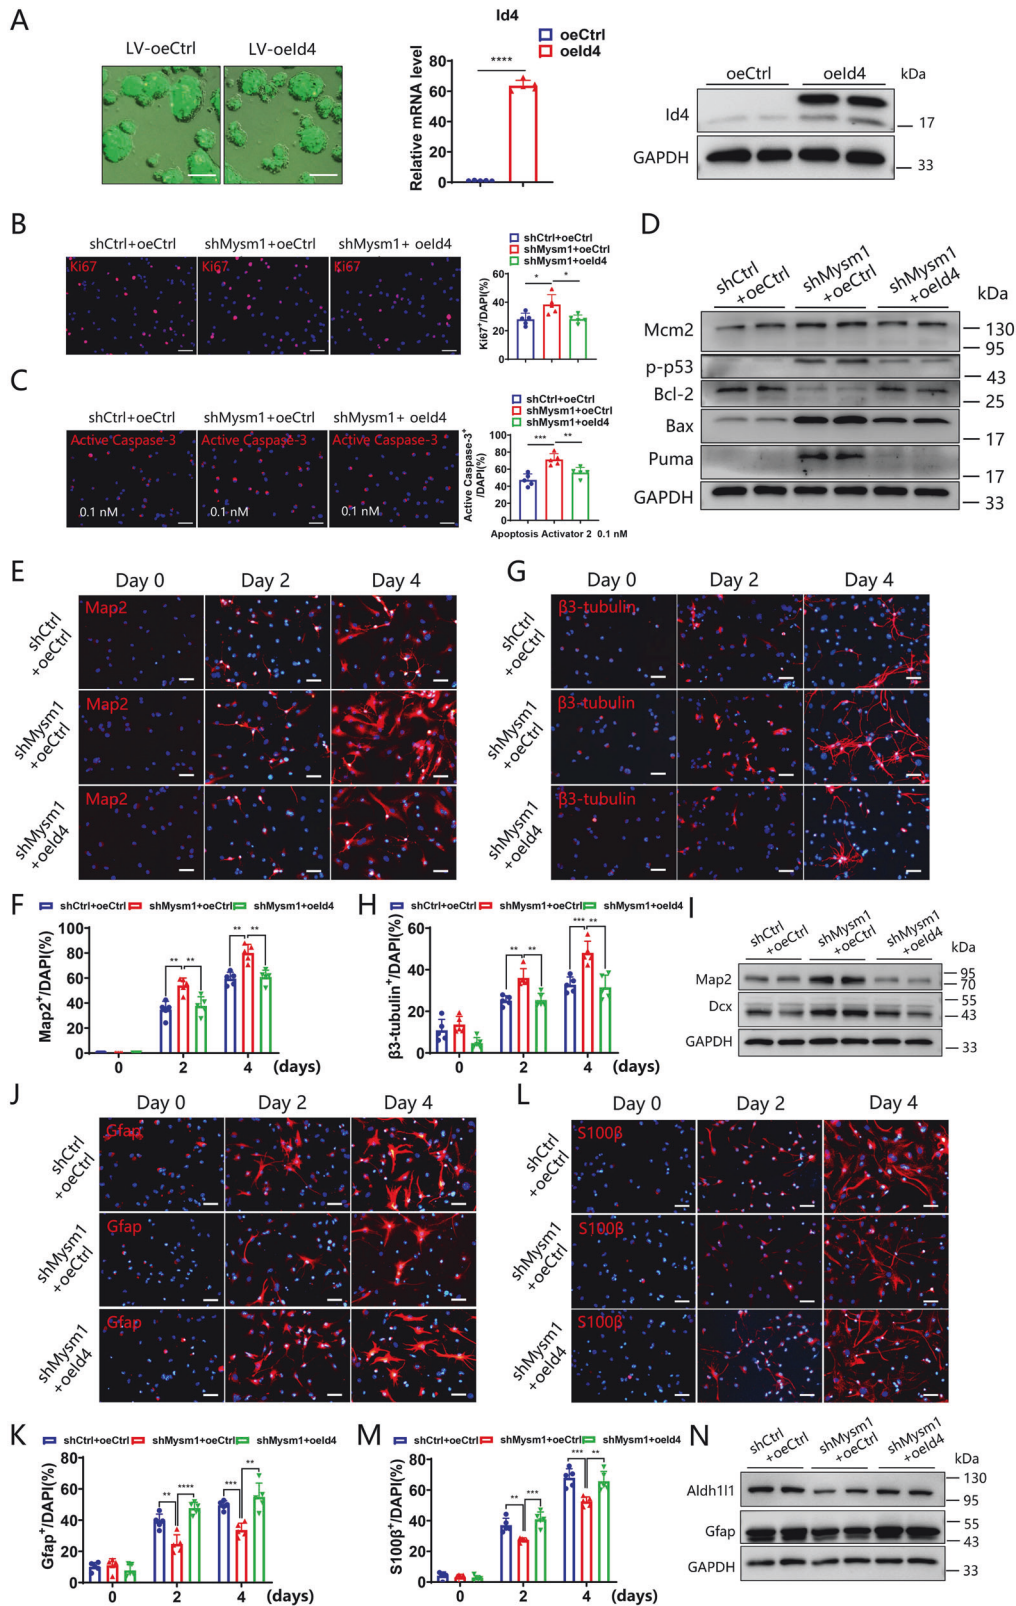 A
LV-oeCtrl
LV-oeId4
Id4
oeCtrl
oeId4
Relative mRNA level
80
60
40
20
0
****
oeCtrl
oeId4
kDa
Id4
17
GAPDH
33
B
shCtrl+oeCtrl
shMysm1+oeCtrl
shMysm1+ oeId4
Ki67
Ki67
Ki67
shCtrl+oeCtrl
shMysm1+oeCtrl
shMysm1+oeId4
Ki67+/DAPI(%)
60
40
20
0
*
*
C
shCtrl+oeCtrl
shMysm1+oeCtrl
shMysm1+ oeId4
Active Caspase-3
Active Caspase-3
Active Caspase-3
0.1 nM
0.1 nM
0.1 nM
shCtrl+oeCtrl
shMysm1+oeCtrl
shMysm1+oeId4
Active Caspase-3+
/DAPI(%)
100
80
60
40
20
0
***
**
Apoptosis Activator 2 0.1 nM
D
shCtrl
+oeCtrl
shMysm1
+oeCtrl
shMysm1
+oeId4
kDa
Mcm2
130
95
p-p53
43
Bcl-2
25
Bax
17
Puma
17
GAPDH
33
E
Day 0
Day 2
Day 4
shCtrl
+oeCtrl
Map2
shMysm1
+oeCtrl
Map2
shMysm1
+oeId4
Map2
G
Day 0
Day 2
Day 4
shCtrl
+oeCtrl
β3-tubulin
shMysm1
+oeCtrl
β3-tubulin
shMysm1
+oeId4
β3-tubulin
F
shCtrl+oeCtrl
shMysm1+oeCtrl
shMysm1+oeId4
Map2+/DAPI(%)
100
80
60
40
20
0
**
**
**
**
0
2
4
(days)
H
shCtrl+oeCtrl
shMysm1+oeCtrl
shMysm1+oeId4
β3-tubulin+/DAPI(%)
60
40
20
0
**
**
***
**
0
2
4
(days)
I
shCtrl
+oeCtrl
shMysm1
+oeCtrl
shMysm1
+oeId4
kDa
Map2
95
70
Dcx
55
43
GAPDH
33
J
Day 0
Day 2
Day 4
shCtrl
+oeCtrl
Gfap
shMysm1
+oeCtrl
Gfap
shMysm1
+oeId4
Gfap
L
Day 0
Day 2
Day 4
shCtrl
+oeCtrl
S100β
shMysm1
+oeCtrl
S100β
shMysm1
+oeId4
S100β
K
shCtrl+oeCtrl
shMysm1+oeCtrl
shMysm1+oeId4
Gfap+/DAPI(%)
80
60
40
20
0
**
****
***
**
0
2
4
(days)
M
shCtrl+oeCtrl
shMysm1+oeCtrl
shMysm1+oeId4
S100β+/DAPI(%)
80
60
40
20
0
**
***
***
**
0
2
4
(days)
N
shCtrl
+oeCtrl
shMysm1
+oeCtrl
shMysm1
+oeId4
kDa
Aldh1l1
130
95
Gfap
55
43
GAPDH
33